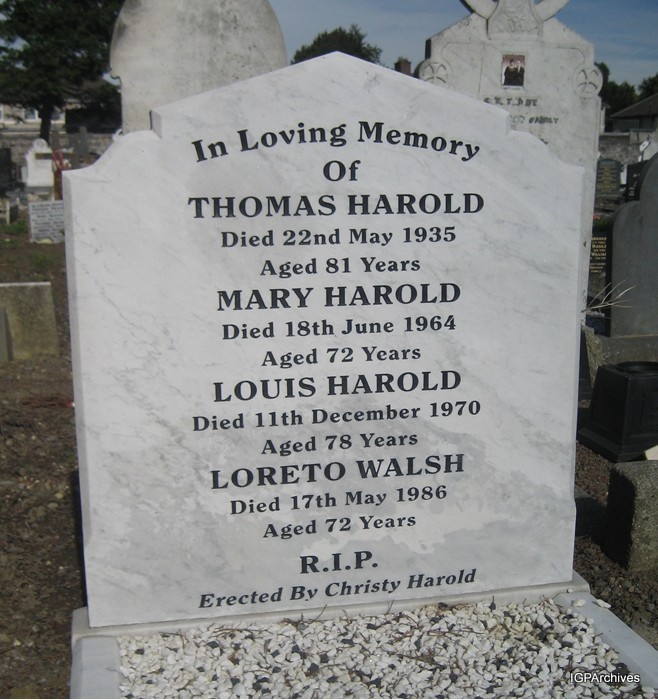 In Loving Memory
Of
THOMAS HAROLD
Died 22nd May 1935
Aged 81 Years
MARY HAROLD
Died 18th June 1964
Aged 72 Years
LOUIS HAROLD
Died 11th December 1970
Aged 78 Years
LORETO WALSH
Died 17th May 1986
Aged 72 Years
R.I.P.
Erected By Christy Harold
IGPArchives